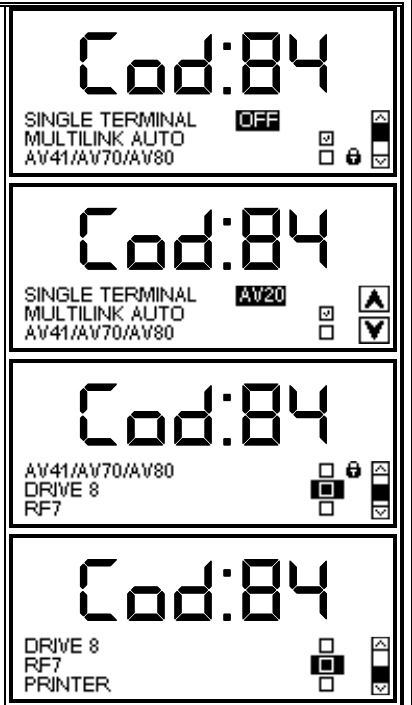 Cod:84
SINGLE TERMINAL OFF
MULTILINK AUTO
AV41/AV70/AV80
Cod:84
SINGLE TERMINAL AV20
MULTILINK AUTO
AV41/AV70/AV80
Cod:84
AV41/AV70/AV80
DRIVE 8
RF7
Cod:84
DRIVE 8
RF7
PRINTER